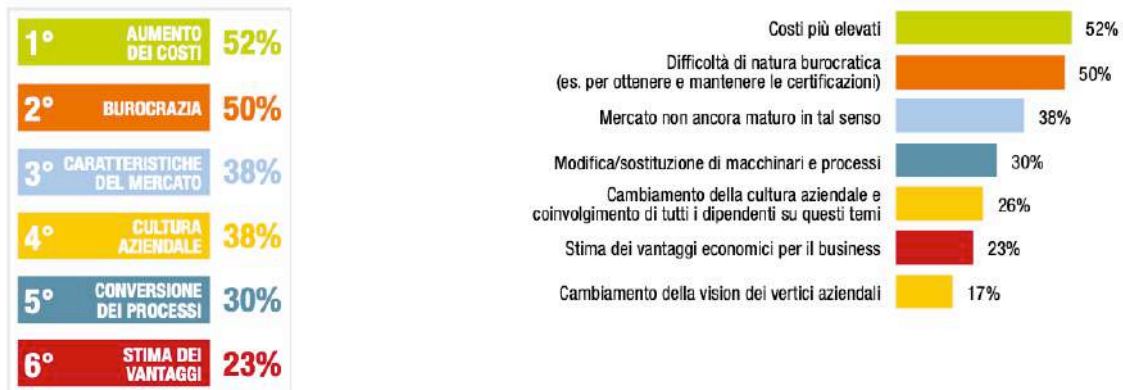 1° AUMENTO
DEI COSTI 52%
2° BUROCRAZIA 50%
3° CARATTERISTICHE
DEL MERCATO 38%
4° CULTURA
AZIENDALE 38%
5° CONVERSIONE
DEI PROCESSI 30%
6° STIMA DEI
VANTAGGI 23%
Costi più elevati 52%
Difficoltà di natura burocratica
(es. per ottenere e mantenere le certificazioni) 50%
Mercato non ancora maturo in tal senso 38%
Modifica/sostituzione di macchinari e processi 30%
Cambiamento della cultura aziendale e
coinvolgimento di tutti i dipendenti su questi temi 26%
Stima dei vantaggi economici per il business 23%
Cambiamento della vision dei vertici aziendali 17%